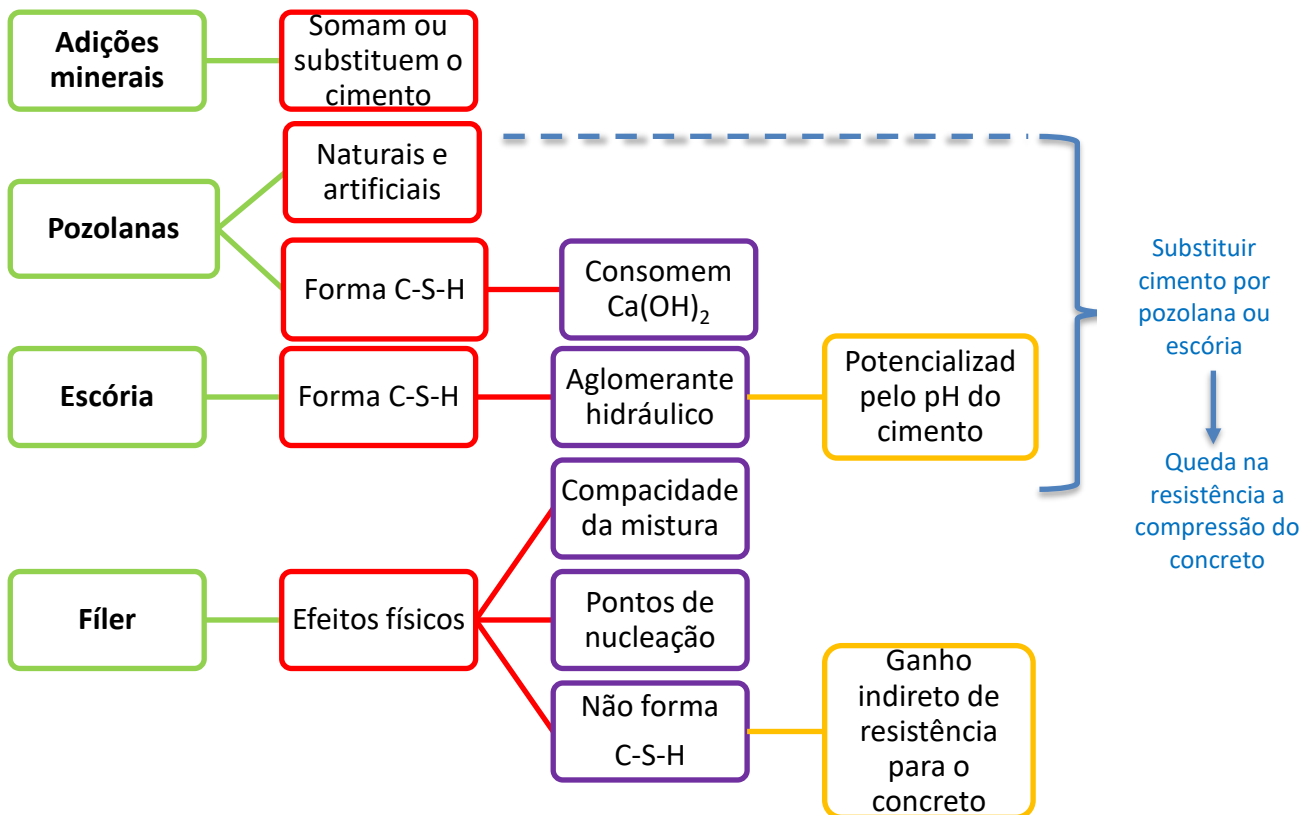 Adições
minerais
Somam ou
substituem o
cimento
Pozolanas
Naturais e
artificiais
Forma C-S-H
Consomem
Ca(OH)₂
Escória
Forma C-S-H
Aglomerante
hidráulico
Potencializad
pelo pH do
cimento
Fíler
Efeitos físicos
Compacidade
da mistura
Pontos de
nucleação
Não forma
C-S-H
Ganho
indireto de
resistência
para o
concreto
Substituir
cimento por
pozolana ou
escória
Queda na
resistência a
compressão do
concreto